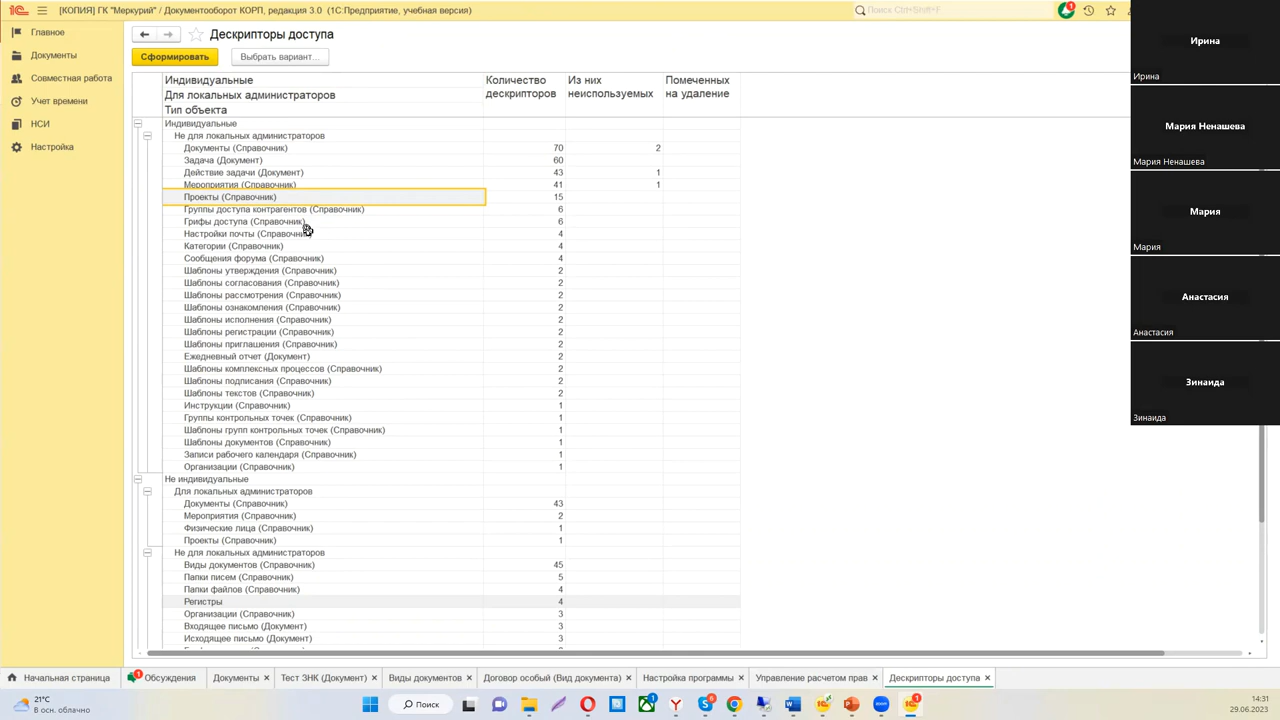 [КОПИЯ] ГК "Меркурий" / Документооборот КОРП, редакция 3.0 (1С:Предприятие, учебная версия)
Поиск Ctrl+Shift+F
1
Главное
Документы
Совместная работа
Учет времени
НСИ
Настройка
Дескрипторы доступа
Сформировать
Выбрать вариант...
Индивидуальные
Для локальных администраторов
Тип объекта
Количество дескрипторов
Из них неиспользуемых
Помеченных на удаление
Индивидуальные
Не для локальных администраторов
Документы (Справочник) 70 2
Задача (Документ) 60
Действие задачи (Документ) 43 1
Мероприятия (Справочник) 41 1
Проекты (Справочник) 15
Группы доступа контрагентов (Справочник) 6
Грифы доступа (Справочник) 6
Настройки почты (Справочник) 4
Категории (Справочник) 4
Сообщения форума (Справочник) 4
Шаблоны утверждения (Справочник) 2
Шаблоны согласования (Справочник) 2
Шаблоны рассмотрения (Справочник) 2
Шаблоны ознакомления (Справочник) 2
Шаблоны исполнения (Справочник) 2
Шаблоны регистрации (Справочник) 2
Шаблоны приглашения (Справочник) 2
Ежедневный отчет (Документ) 2
Шаблоны комплексных процессов (Справочник) 2
Шаблоны подписания (Справочник) 2
Шаблоны текстов (Справочник) 2
Инструкции (Справочник) 1
Группы контрольных точек (Справочник) 1
Шаблоны групп контрольных точек (Справочник) 1
Шаблоны документов (Справочник) 1
Записи рабочего календаря (Справочник) 1
Организации (Справочник) 1
Не индивидуальные
Для локальных администраторов
Документы (Справочник) 43
Мероприятия (Справочник) 2
Физические лица (Справочник) 1
Проекты (Справочник) 1
Не для локальных администраторов
Виды документов (Справочник) 45
Папки писем (Справочник) 5
Папки файлов (Справочник) 4
Регистры 4
Организации (Справочник) 3
Входящее письмо (Документ) 3
Исходящее письмо (Документ) 3
Ирина
Ирина
Мария Ненашева
Мария Ненашева
Мария
Мария
Анастасия
Анастасия
Зинаида
Зинаида
Начальная страница
1 Обсуждения
Документы ×
Тест ЗНК (Документ) ×
Виды документов ×
Договор особый (Вид документа) ×
Настройка программы ×
Управление расчетом прав ×
Дескрипторы доступа ×
21°C
В осн. облачно
Поиск
14:31
29.06.2023